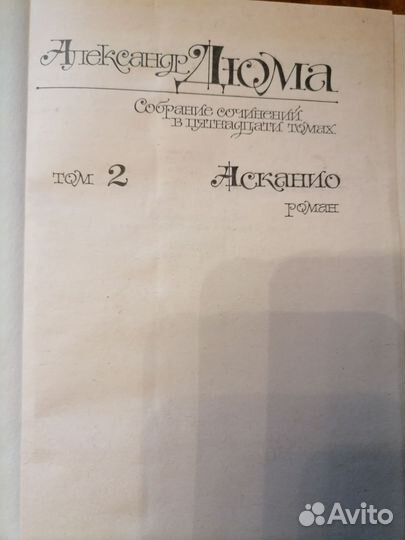 Александр Дюма
Собрание сочинений
в пятнадцати томах
том 2 Асканио
роман
Avito